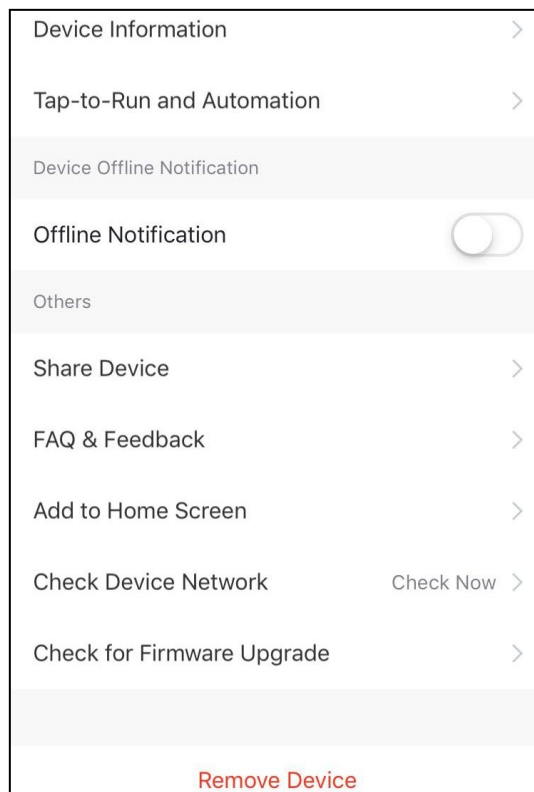 Device Information
Tap-to-Run and Automation
Device Offline Notification
Offline Notification
Others
Share Device
FAQ & Feedback
Add to Home Screen
Check Device Network Check Now
Check for Firmware Upgrade
Remove Device